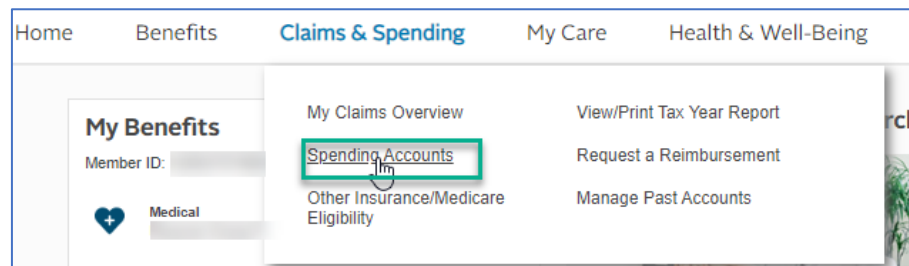 Home Benefits Claims & Spending My Care Health & Well-Being
My Claims Overview View/Print Tax Year Report
My Benefits
Spending Accounts Request a Reimbursement
Member ID:
Other Insurance/Medicare Manage Past Accounts
Eligibility
Medical